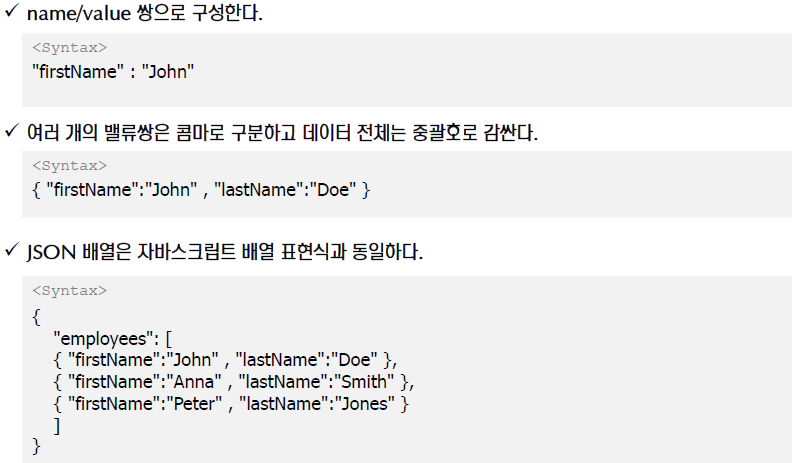 ✓ name/value 쌍으로 구성한다.
<Syntax>
"firstName" : "John"
✓ 여러 개의 밸류쌍은 콤마로 구분하고 데이터 전체는 중괄호로 감싼다.
<Syntax>
{ "firstName":"John" , "lastName":"Doe" }
✓ JSON 배열은 자바스크립트 배열 표현식과 동일하다.
<Syntax>
{
"employees": [
{ "firstName":"John" , "lastName":"Doe" },
{ "firstName":"Anna" , "lastName":"Smith" },
{ "firstName":"Peter" , "lastName":"Jones" }
]
}